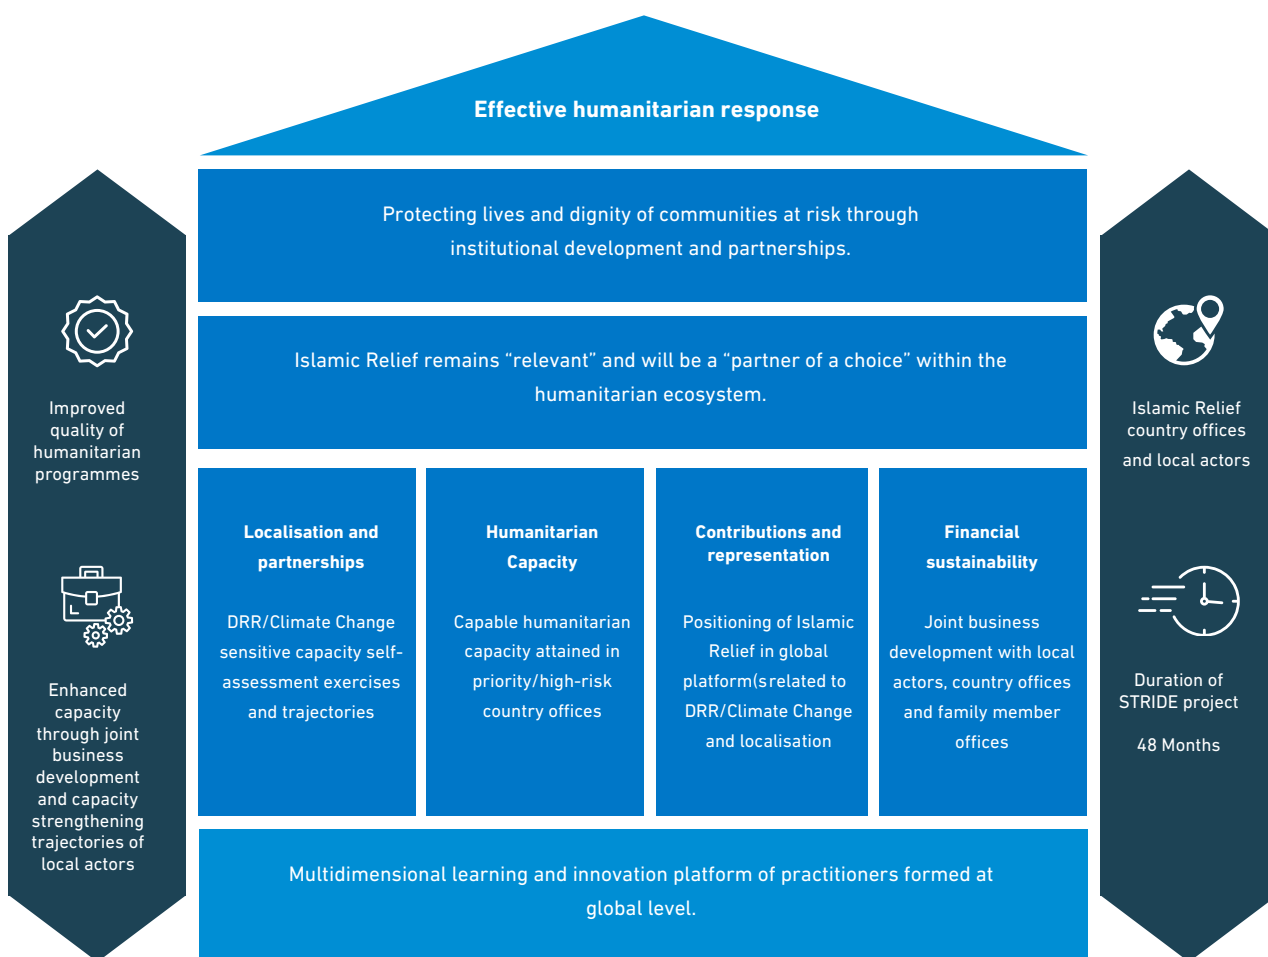 Effective humanitarian response
Protecting lives and dignity of communities at risk through
institutional development and partnerships.
Islamic Relief remains “relevant” and will be a “partner of a choice” within the
humanitarian ecosystem.
Improved
quality of
humanitarian
programmes
Enhanced
capacity
through joint
business
development
and capacity
strengthening
trajectories of
local actors
Localisation and
partnerships
DRR/Climate Change
sensitive capacity self-
assessment exercises
and trajectories
Humanitarian
Capacity
Capable humanitarian
capacity attained in
priority/high-risk
country offices
Contributions and
representation
Positioning of Islamic
Relief in global
platform(s related to
DRR/Climate Change
and localisation
Financial
sustainability
Joint business
development with local
actors, country offices
and family member
offices
Islamic Relief
country offices
and local actors
Duration of
STRIDE project
48 Months
Multidimensional learning and innovation platform of practitioners formed at
global level.